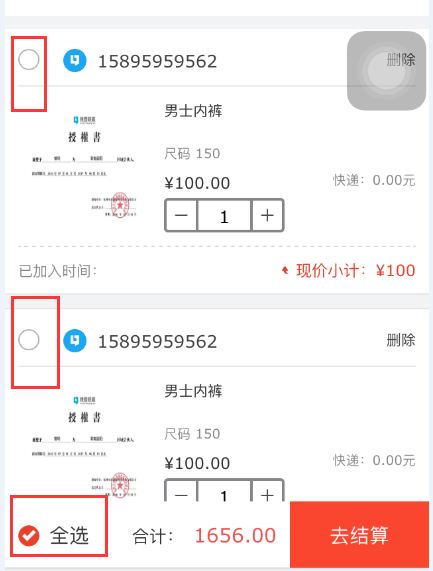 15895959562 删除
男士内裤
尺码 150
¥100.00 快递：0.00元
— 1 +
已加入时间： 现价小计：¥100
15895959562 删除
男士内裤
尺码 150
¥100.00 快递：0.00元
— 1 +
全选 合计： 1656.00 去结算
授權書
授權書